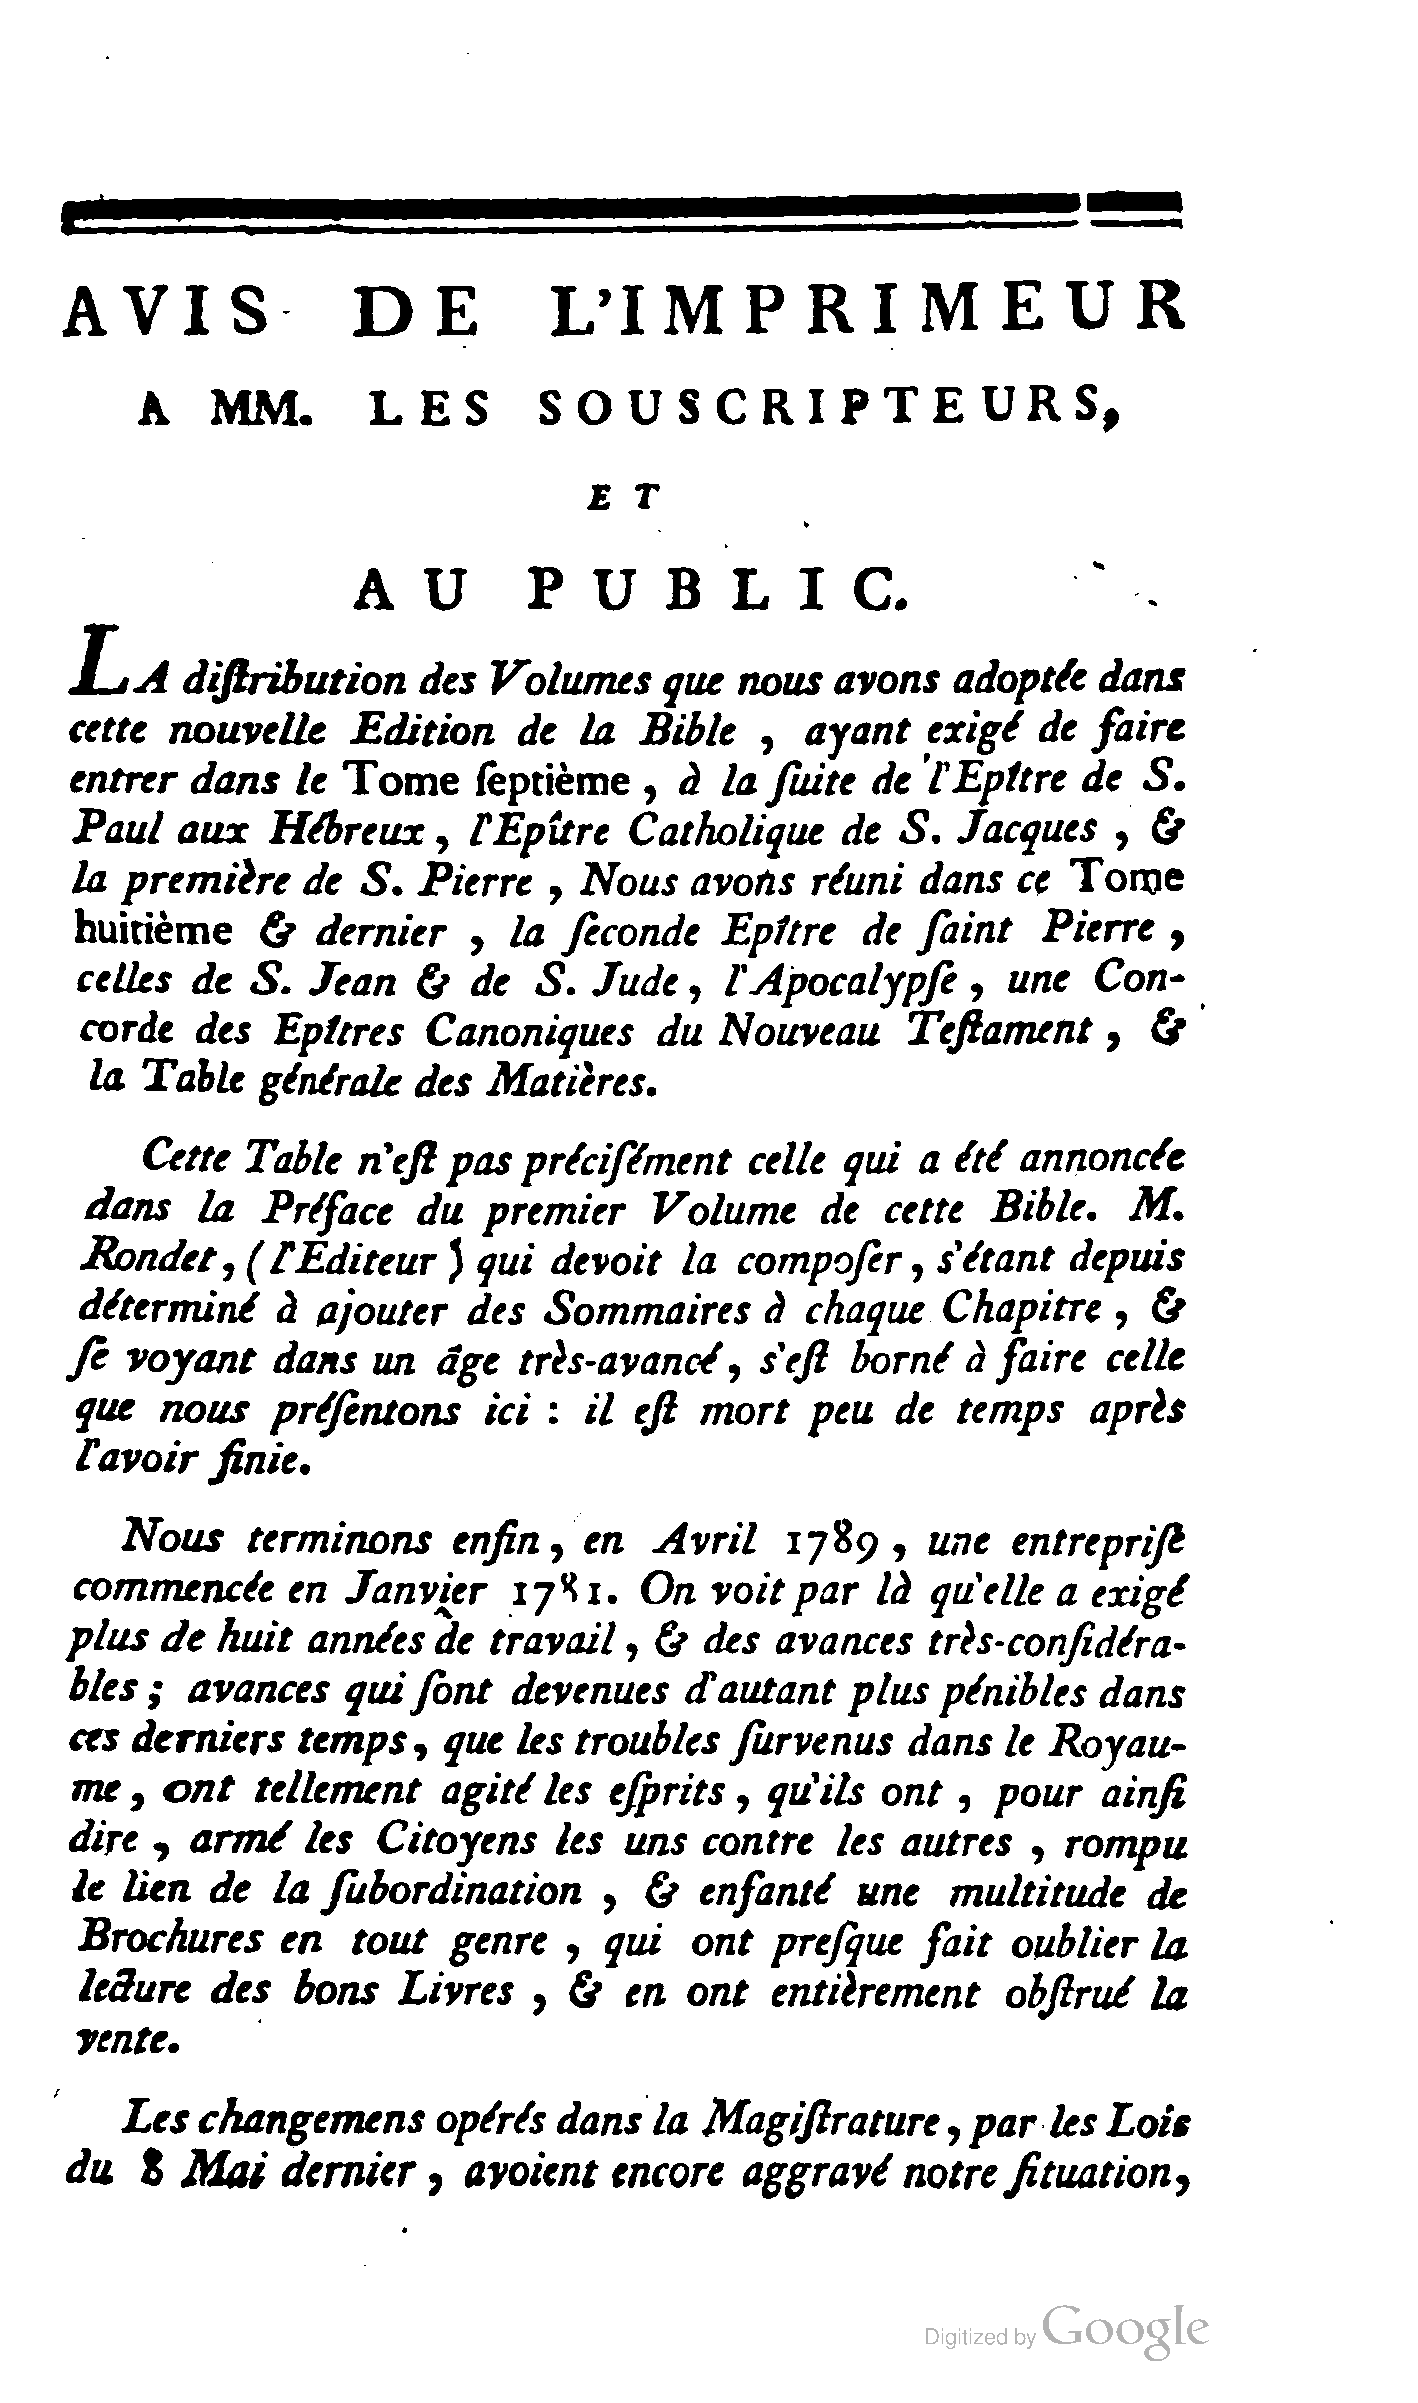 AVIS DE L'IMPRIMEUR
A MM. LES SOUSCRIPTEURS,
ET
AU PUBLIC.
LA diſtribution des Volumes que nous avons adoptée dans
cette nouvelle Edition de la Bible , ayant exigé de faire
entrer dans le Tome ſeptième , à la ſuite de l'Epître de S.
Paul aux Hébreux , l'Epître Catholique de S. Jacques , &
la première de S. Pierre , Nous avons réuni dans ce Tome
huitième & dernier , la ſeconde Epître de ſaint Pierre ,
celles de S. Jean & de S. Jude , l'Apocalypſe , une Con-
corde des Epîtres Canoniques du Nouveau Teſtament , &
la Table générale des Matières.
Cette Table n'eſt pas préciſément celle qui a été annoncée
dans la Préface du premier Volume de cette Bible. M.
Rondet , ( l'Editeur ) qui devoit la compoſer , s'étant depuis
déterminé à ajouter des Sommaires à chaque Chapitre , &
ſe voyant dans un âge très-avancé , s'eſt borné à faire celle
que nous préſentons ici : il eſt mort peu de temps après
l'avoir finie.
Nous terminons enfin , en Avril 1789 , une entrepriſe
commencée en Janvier 1781. On voit par là qu'elle a exigé
plus de huit années de travail , & des avances très-conſidéra-
bles ; avances qui ſont devenues d'autant plus pénibles dans
ces derniers temps , que les troubles ſurvenus dans le Royau-
me , ont tellement agité les eſprits , qu'ils ont , pour ainſi
dire , armé les Citoyens les uns contre les autres , rompu
le lien de la ſubordination , & enfanté une multitude de
Brochures en tout genre , qui ont preſque fait oublier la
lecture des bons Livres , & en ont entièrement obſtrué la
vente.
Les changemens opérés dans la Magiſtrature , par les Lois
du 8 Mai dernier , avoient encore aggravé notre ſituation ,
Digitized by Google